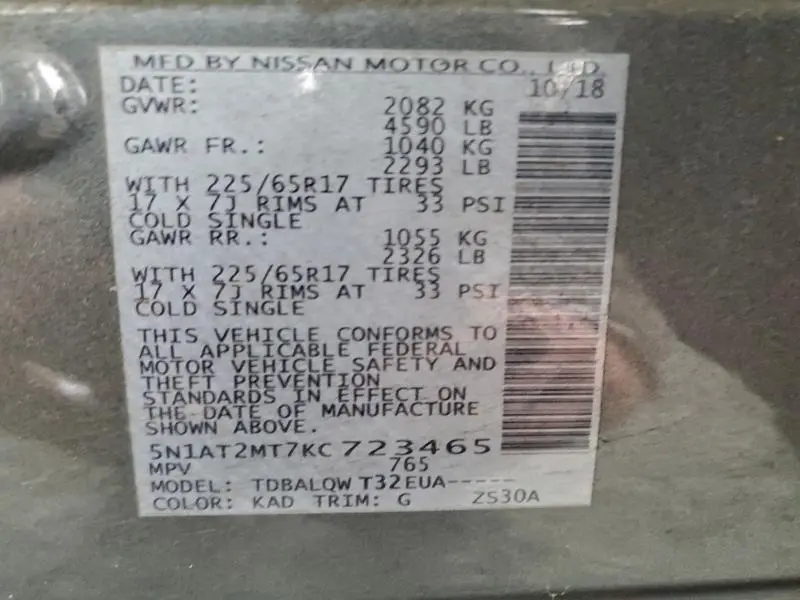 MFD BY NISSAN MOTOR CO., LTD.
DATE: 10/18
GVWR: 2082 KG
4590 LB
GAWR FR.: 1040 KG
2293 LB
WITH 225/65R17 TIRES
17 X 7J RIMS AT 33 PSI
COLD SINGLE
GAWR RR.: 1055 KG
2326 LB
WITH 225/65R17 TIRES
17 X 7J RIMS AT 33 PSI
COLD SINGLE
THIS VEHICLE CONFORMS TO
ALL APPLICABLE FEDERAL
MOTOR VEHICLE SAFETY AND
THEFT PREVENTION
STANDARDS IN EFFECT ON
THE DATE OF MANUFACTURE
SHOWN ABOVE.
5N1AT2MT7KC723465
MPV 765
MODEL: TDBALQW T32EUA-----
COLOR: KAD TRIM: G ZS30A